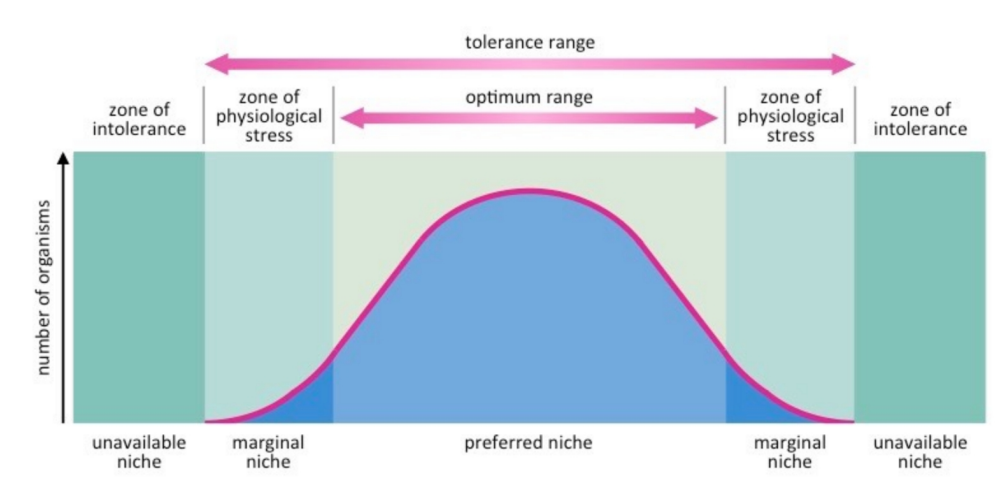 tolerance range
zone of
intolerance
zone of
physiological
stress
optimum range
zone of
physiological
stress
zone of
intolerance
number of organisms
unavailable
niche
marginal
niche
preferred niche
marginal
niche
unavailable
niche